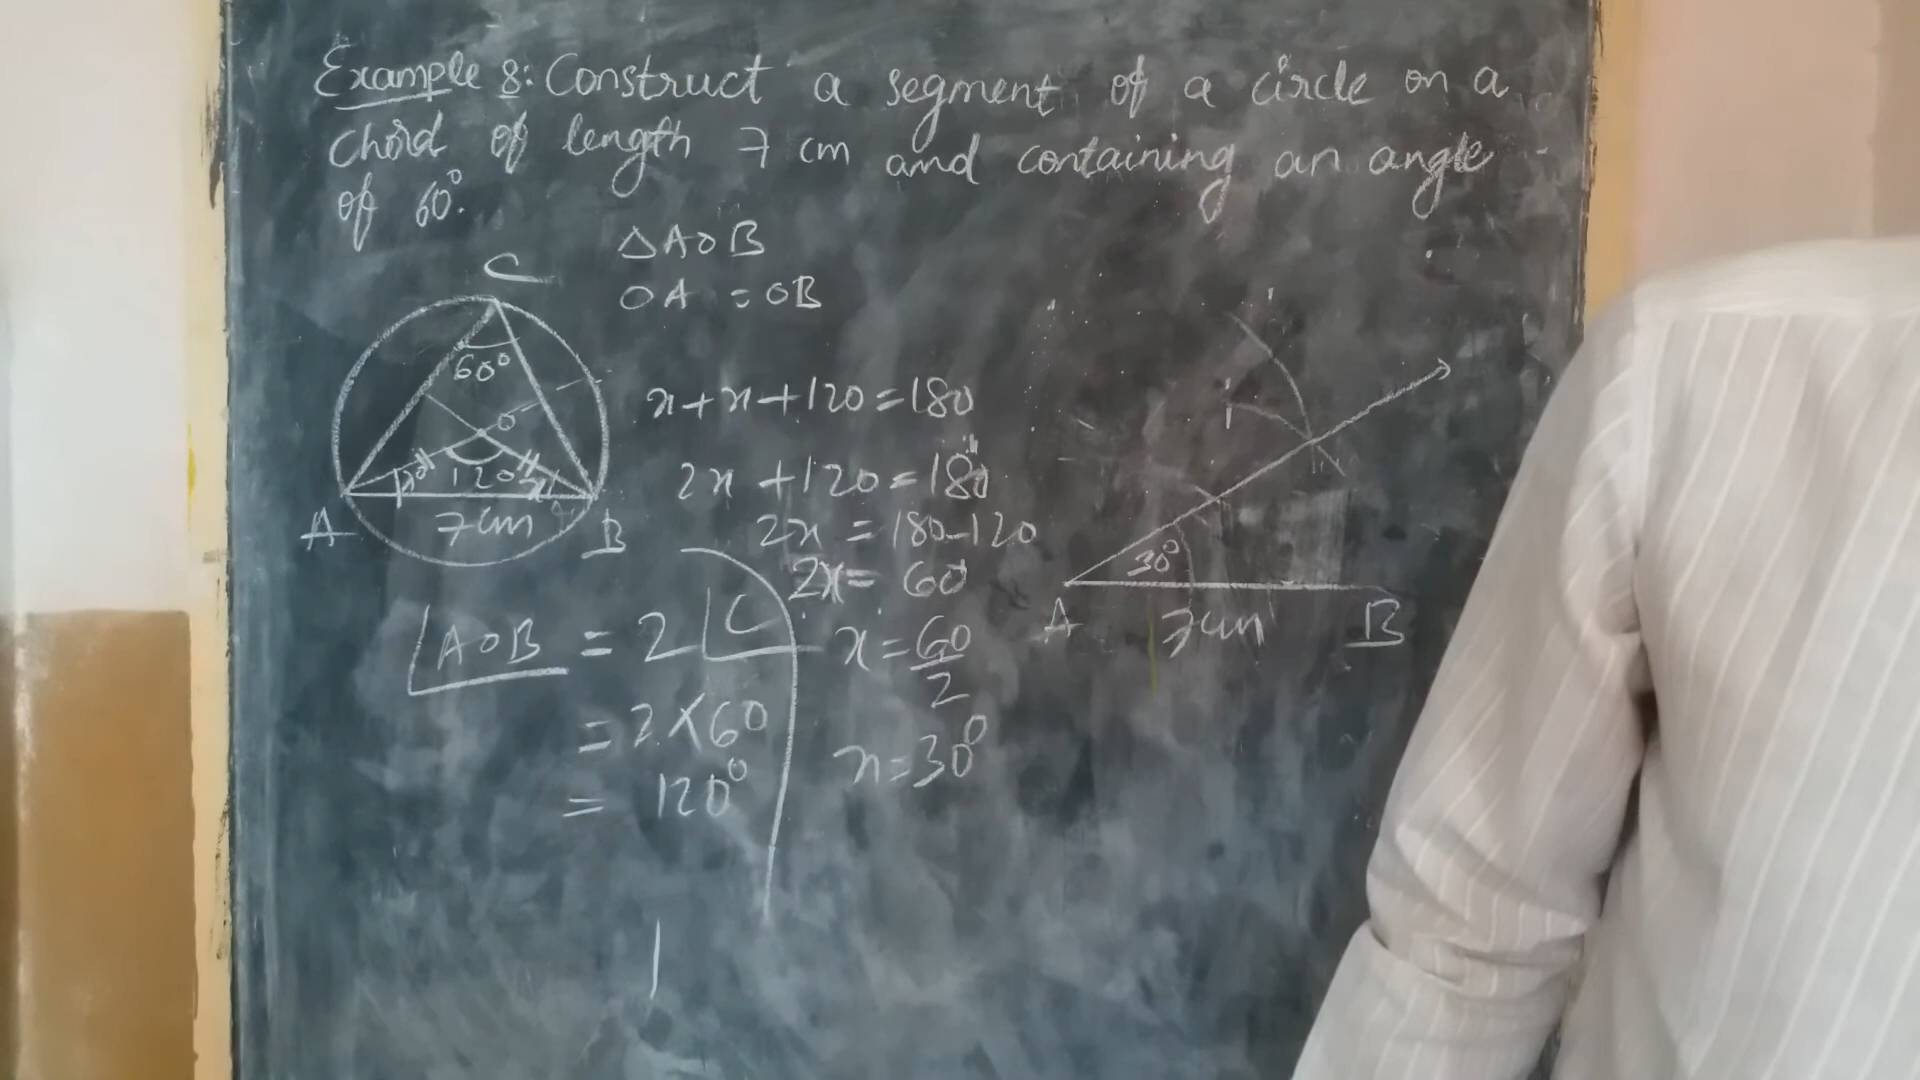 Example 8: Construct a segment of a circle on a
chord of length 7 cm and containing an angle
of 60°.
△AOB
OA = OB
C
60°
O
x°
120°
x
A
7cm
B
x+x+120=180
2x+120=180
2x=180-120
2x=60
x=60/2
x=30°
∠AOB = 2∠C
= 2×60
= 120°
30°
A
7cm
B